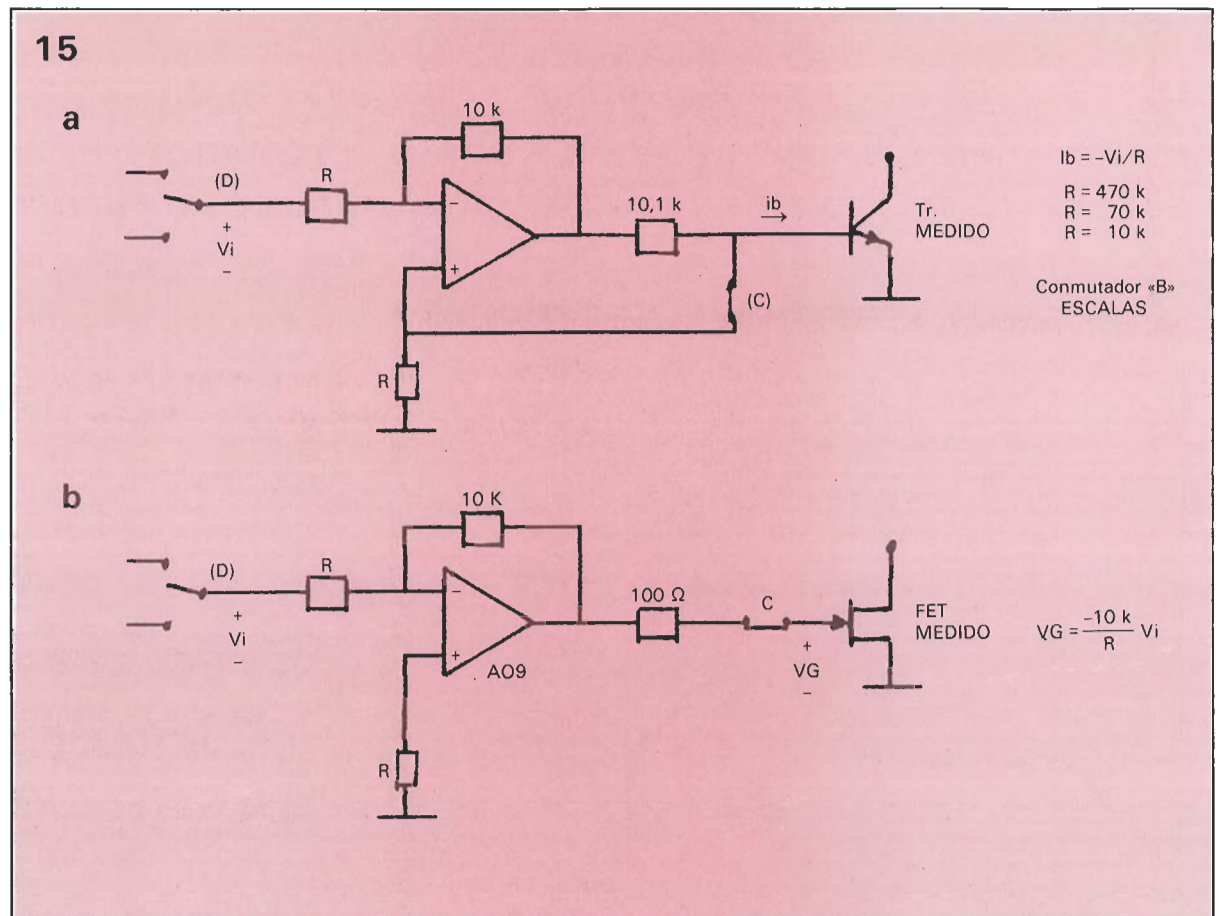 15
a
10 k
(D)
R
+
Vi
−
−
+
10,1 k
ib
→
(C)
R
Tr.
MEDIDO
Ib = -Vi/R
R = 470 k
R = 70 k
R = 10 k
Conmutador «B»
ESCALAS
b
10 K
(D)
R
+
Vi
−
−
+
AO9
100 Ω
C
+
VG
−
R
FET
MEDIDO
VG = -10 k / R Vi